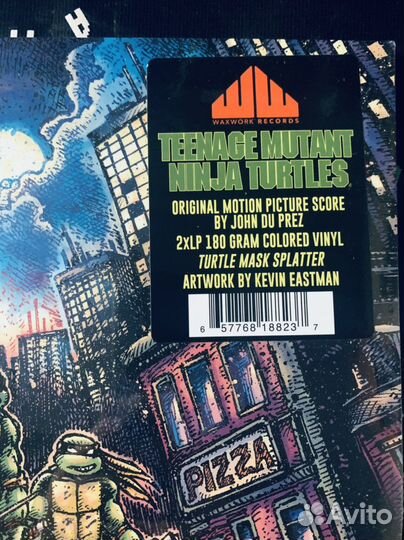 WAXWORK RECORDS
TEENAGE MUTANT
NINJA TURTLES
ORIGINAL MOTION PICTURE SCORE
BY JOHN DU PREZ
2xLP 180 GRAM COLORED VINYL
TURTLE MASK SPLATTER
ARTWORK BY KEVIN EASTMAN
6 57768 18823 7
PIZZA
Avito